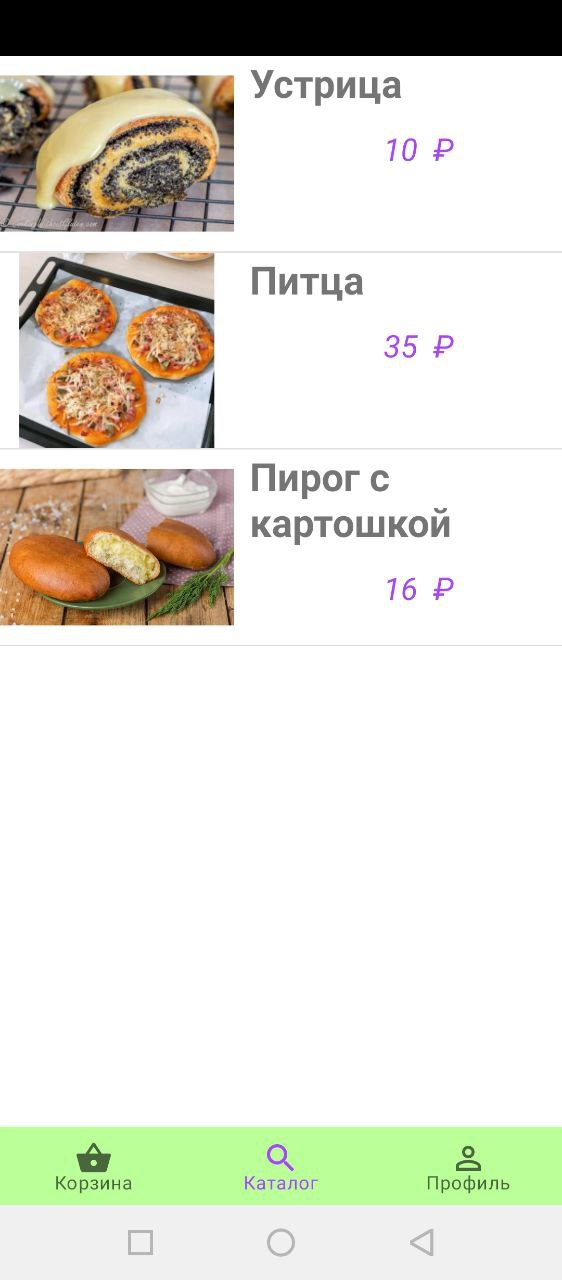 Устрица
10 ₽
Питца
35 ₽
Пирог с
картошкой
16 ₽
Корзина
Каталог
Профиль